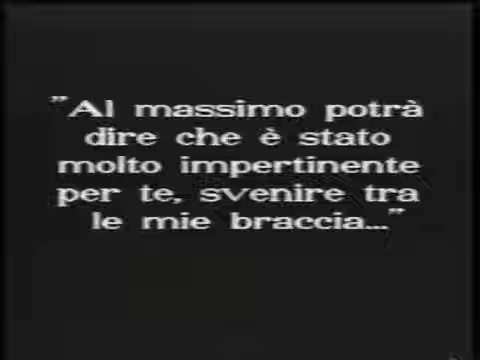 "Al massimo potrà
dire che è stato
molto impertinente
per te, svenire tra
le mie braccia..."